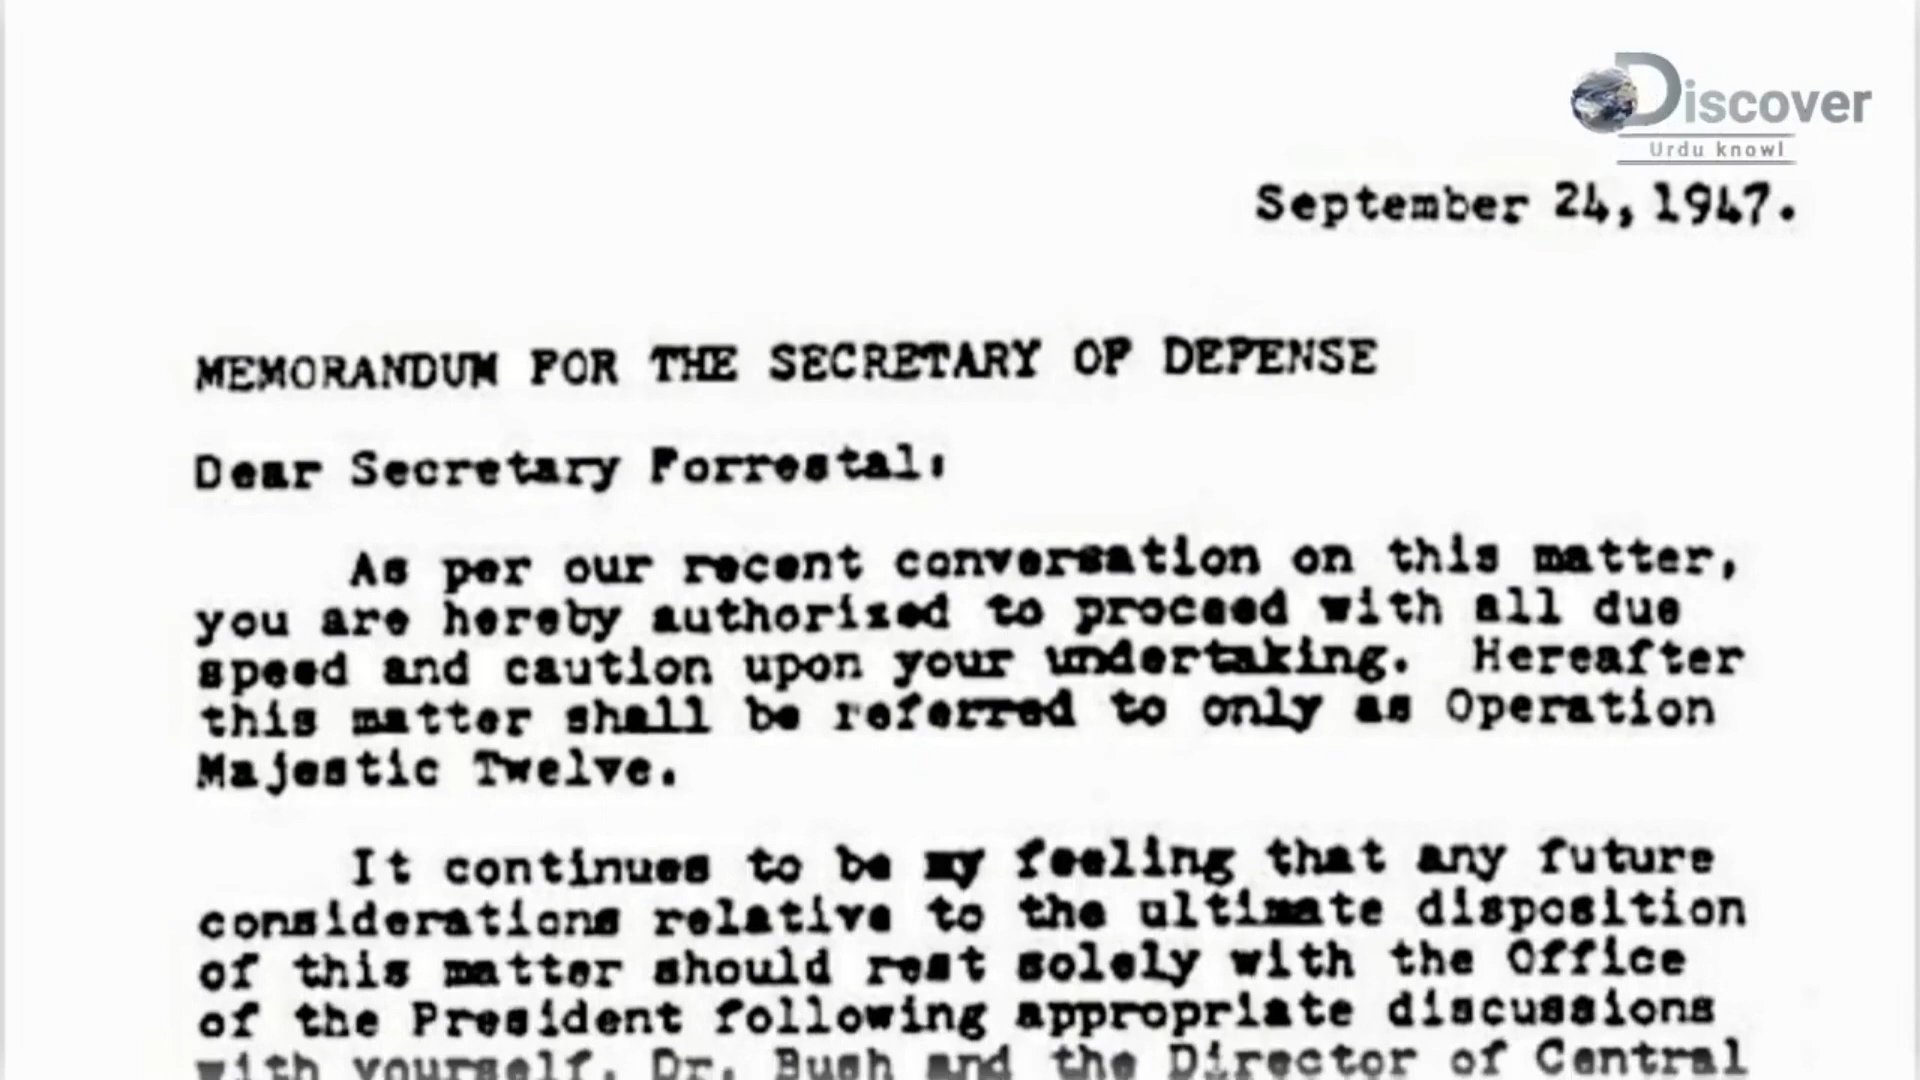 Discover
Urdu knowl
September 24, 1947.
MEMORANDUM FOR THE SECRETARY OF DEFENSE
Dear Secretary Forrestal:
As per our recent conversation on this matter,
you are hereby authorized to proceed with all due
speed and caution upon your undertaking. Hereafter
this matter shall be referred to only as Operation
Majestic Twelve.
It continues to be my feeling that any future
considerations relative to the ultimate disposition
of this matter should rest solely with the Office
of the President following appropriate discussions
with yourself, Dr. Bush and the Director of Central